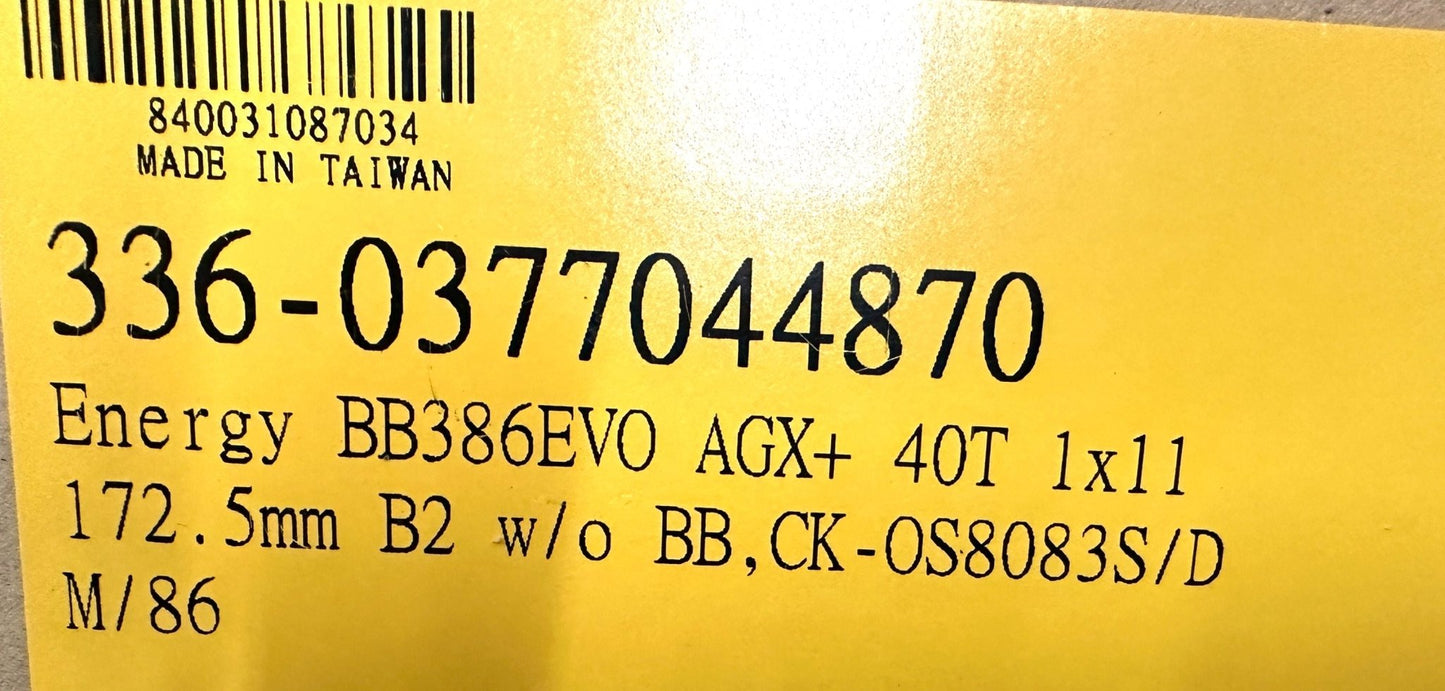 840031087034
MADE IN TAIWAN
336-0377044870
Energy BB386EVO AGX+ 40T 1x11
172.5mm B2 w/o BB,CK-OS8083S/D
M/86